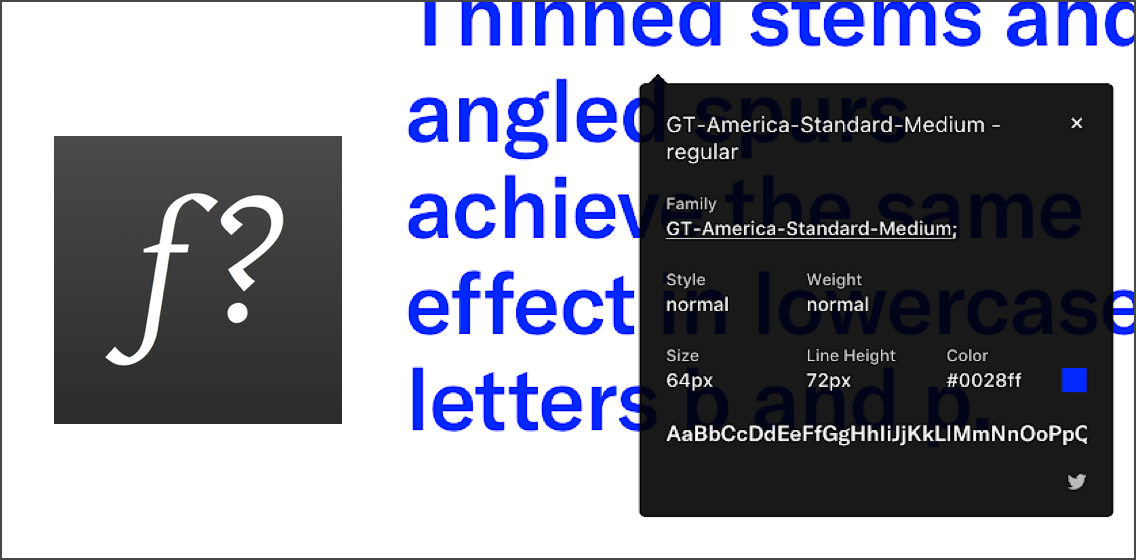 f?
Thinned stems and
angled spurs
achieve the same
effect in lowercase
letters b and p.
GT-America-Standard-Medium -
regular
×
Family
GT-America-Standard-Medium;
Style
Weight
normal
normal
Size
Line Height
Color
64px
72px
#0028ff
AaBbCcDdEeFfGgHhIiJjKkLlMmNnOoPpQ